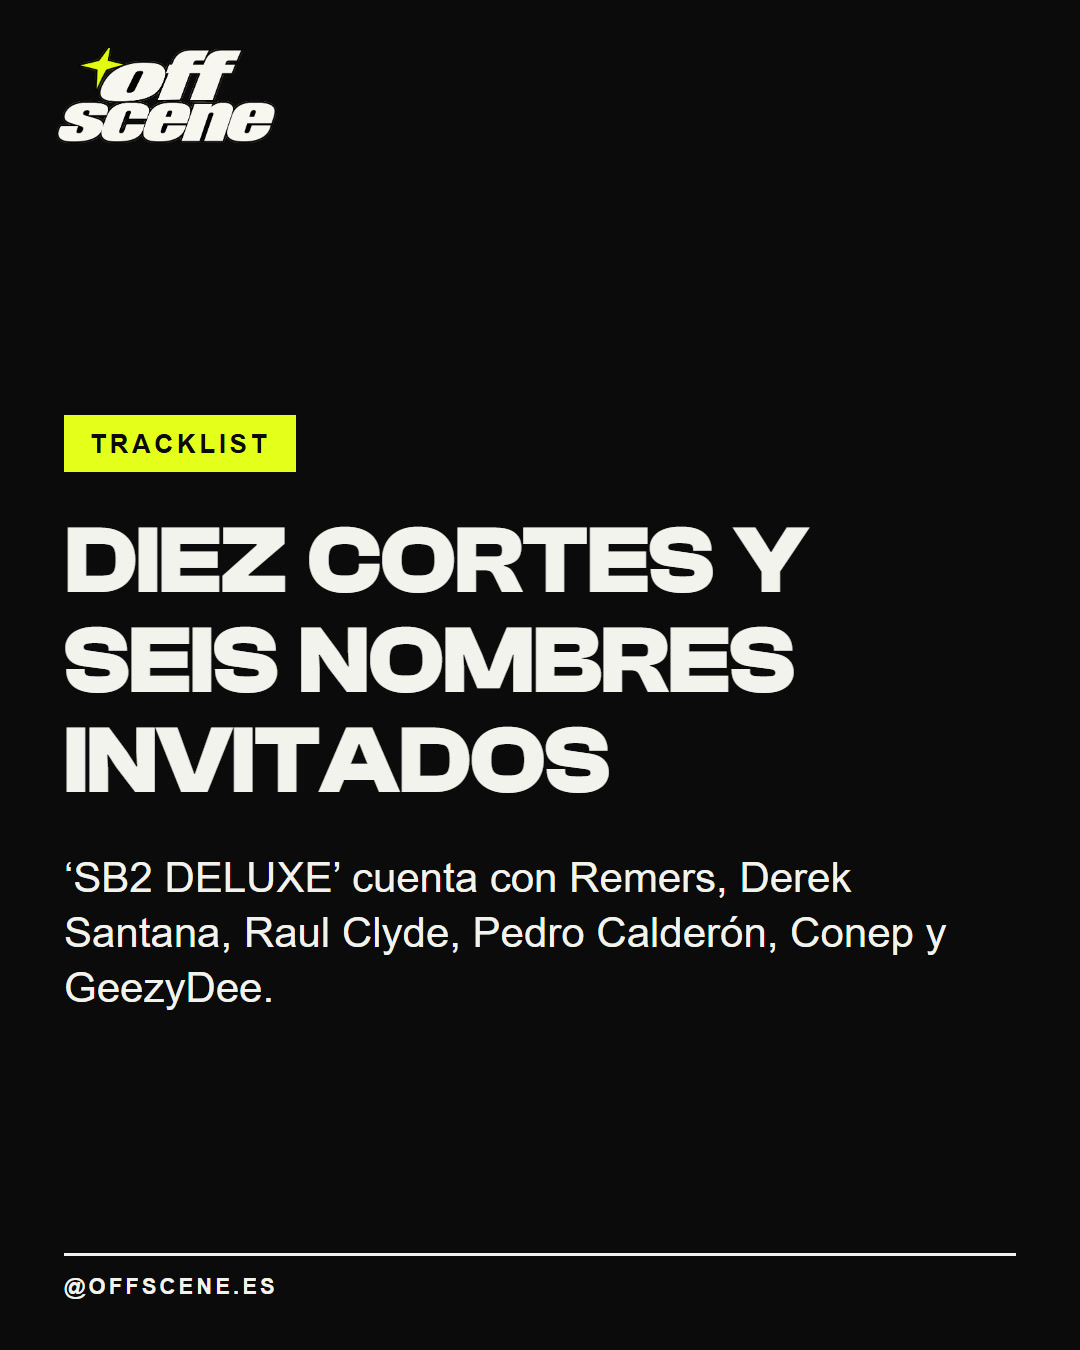 off
scene
TRACKLIST
DIEZ CORTES Y
SEIS NOMBRES
INVITADOS
‘SB2 DELUXE’ cuenta con Remers, Derek
Santana, Raul Clyde, Pedro Calderón, Conep y
GeezyDee.
@OFFSCENE.ES